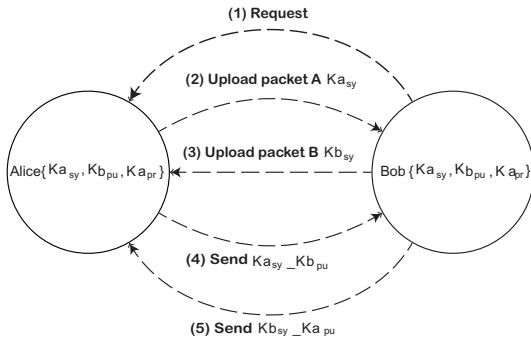 (1) Request
(2) Upload packet A Ka_sy
Alice{Ka_sy, Kb_pu, Ka_pr}
(3) Upload packet B Kb_sy
Bob {Ka_sy, Kb_pu, Ka_pr}
(4) Send Ka_sy_Kb_pu
(5) Send Kb_sy_Ka_pu